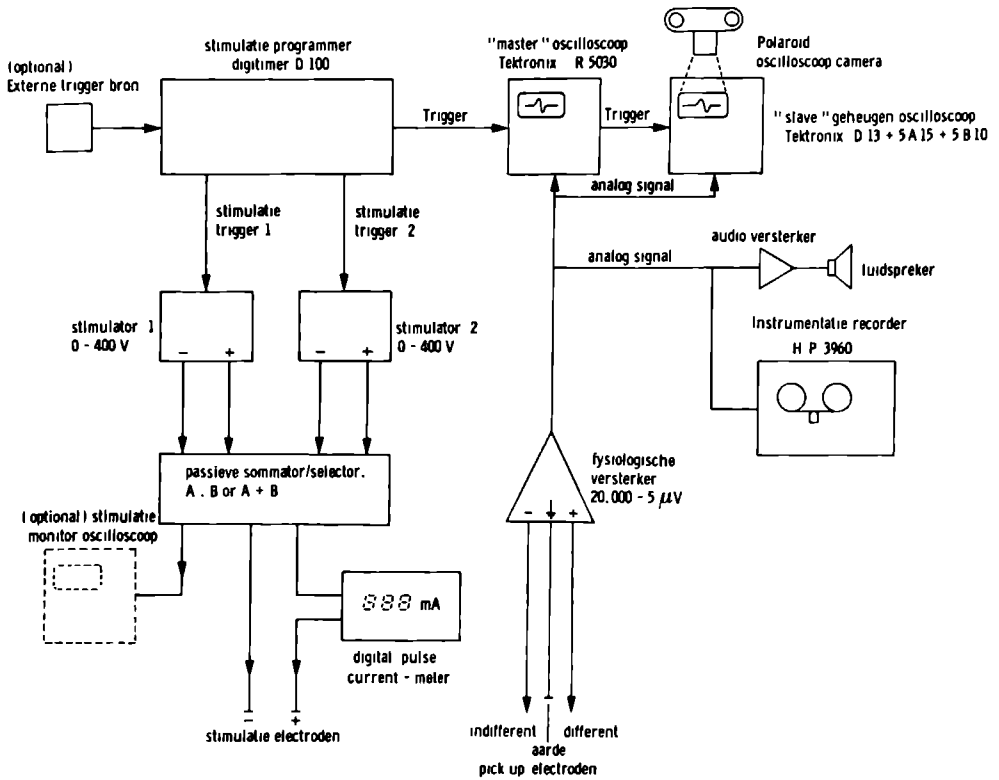 stimulatie programmer
digitimer D 100
(optional)
Externe trigger bron
"master" oscilloscoop
Tektronix R 5030
Polaroid
oscilloscoop camera
Trigger
Trigger
"slave" geheugen oscilloscoop
Tektronix D 13 + 5 A 15 + 5 B 10
analog signal
stimulatie
trigger 1
stimulatie
trigger 2
analog signal
audio versterker
luidspreker
stimulator 1
0 - 400 V
- +
- +
stimulator 2
0 - 400 V
Instrumentatie recorder
H P 3960
passieve sommator/selector.
A . B or A + B
fysiologische
versterker
20.000 - 5 µV
- +
(optional) stimulatie
monitor oscilloscoop
888 mA
digital pulse
current - meter
- +
stimulatie electroden
indifferent
different
aarde
pick up electroden